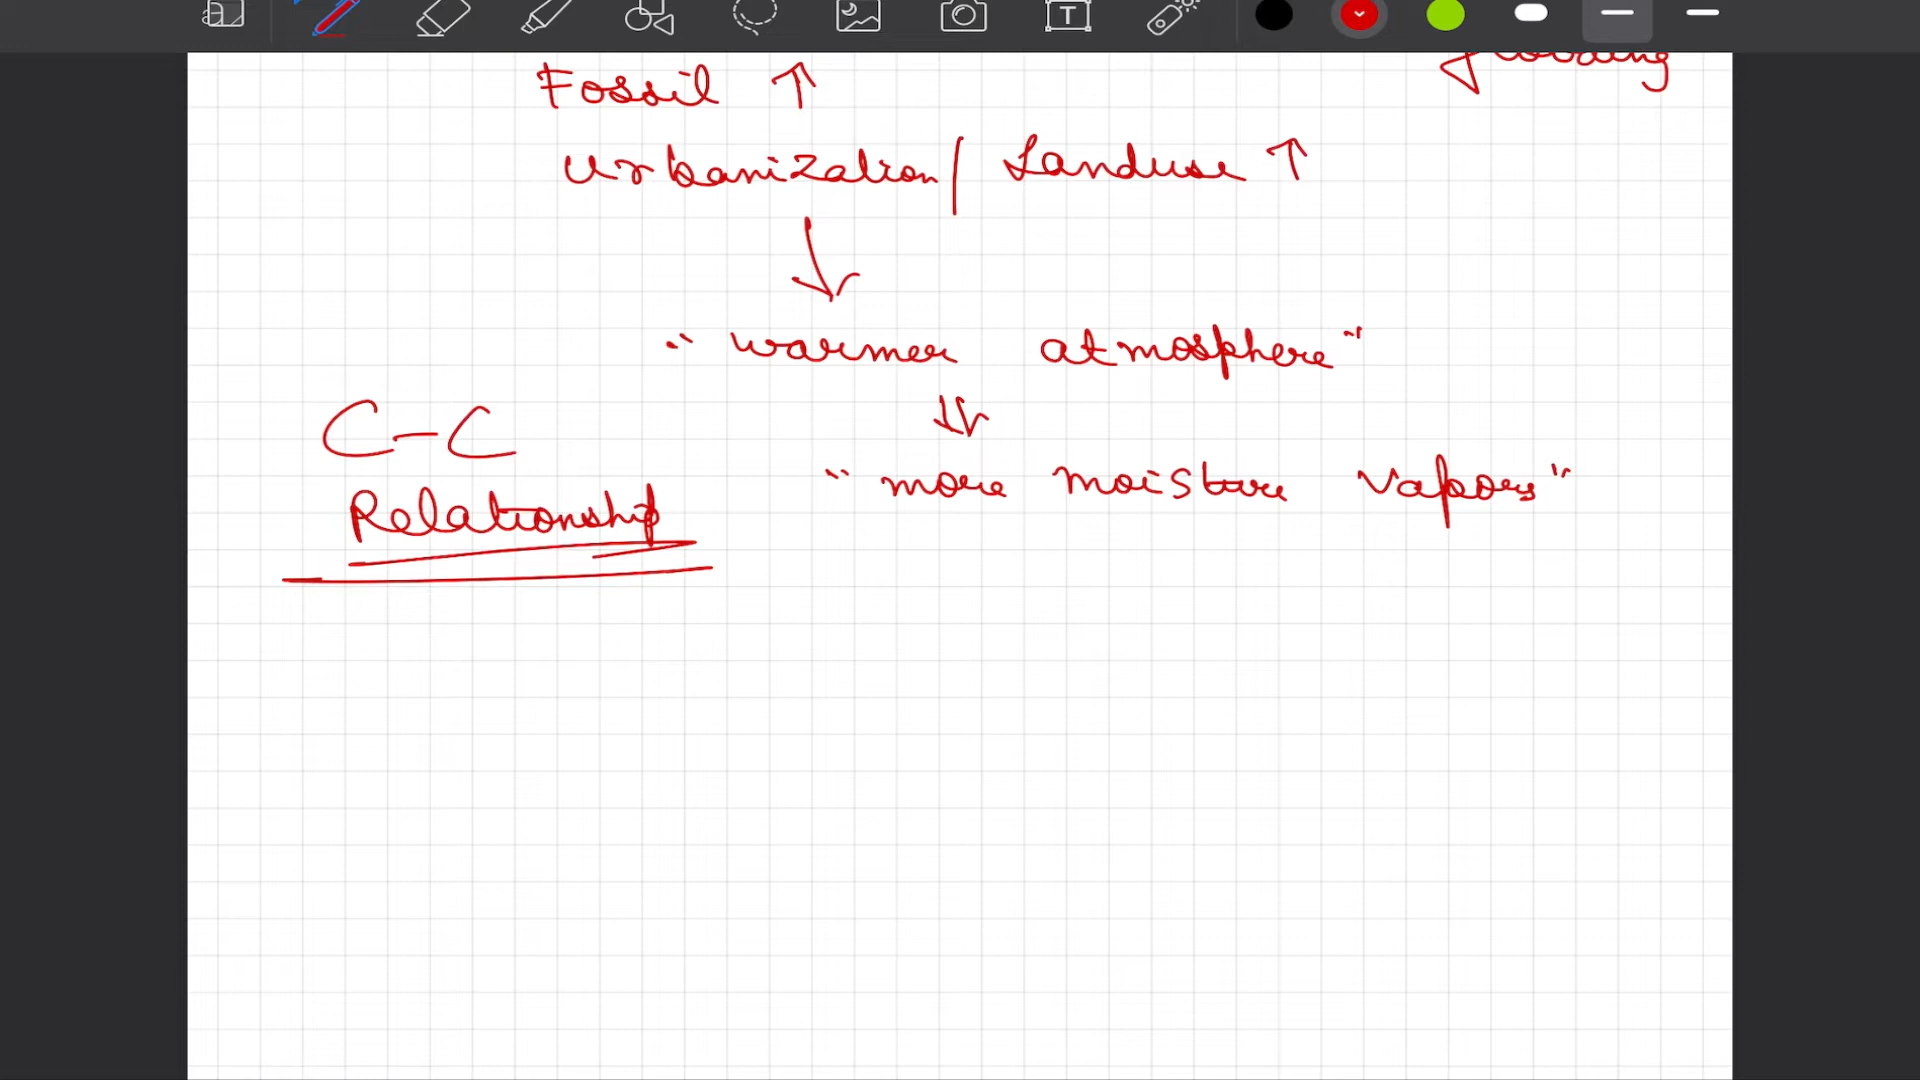 Fossil ↑
Urbanization / Landuse ↑
↓
"warmer atmosphere"
⇓
C-C
Relationship
"more moisture vapors"